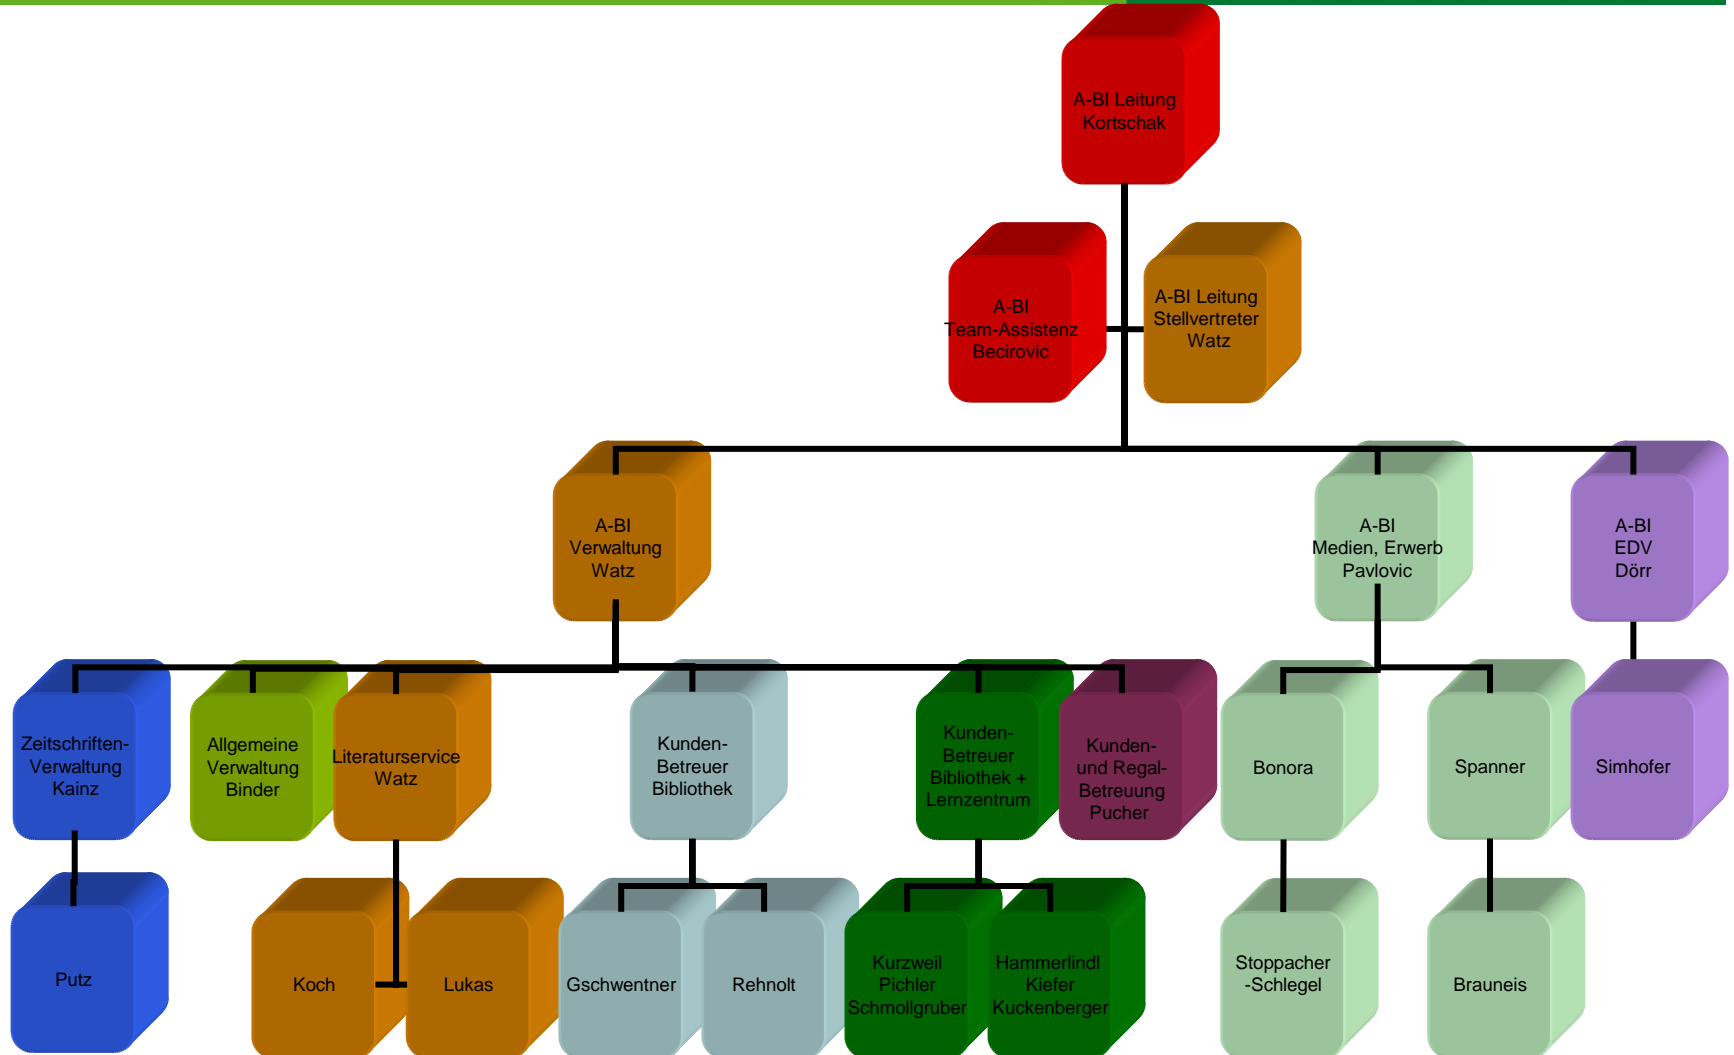 A-BI Leitung
Kortschak
A-BI
Team-Assistenz
Becirovic
A-BI Leitung
Stellvertreter
Watz
A-BI
Verwaltung
Watz
A-BI
Medien, Erwerb
Pavlovic
A-BI
EDV
Dörr
Zeitschriften-
Verwaltung
Kainz
Allgemeine
Verwaltung
Binder
Literaturservice
Watz
Kunden-
Betreuer
Bibliothek
Kunden-
Betreuer
Bibliothek +
Lernzentrum
Kunden-
und Regal-
Betreuung
Pucher
Bonora
Spanner
Simhofer
Putz
Koch
Lukas
Gschwentner
Rehnolt
Kurzweil
Pichler
Schmollgruber
Hammerlindl
Kiefer
Kuckenberger
Stoppacher
-Schlegel
Brauneis